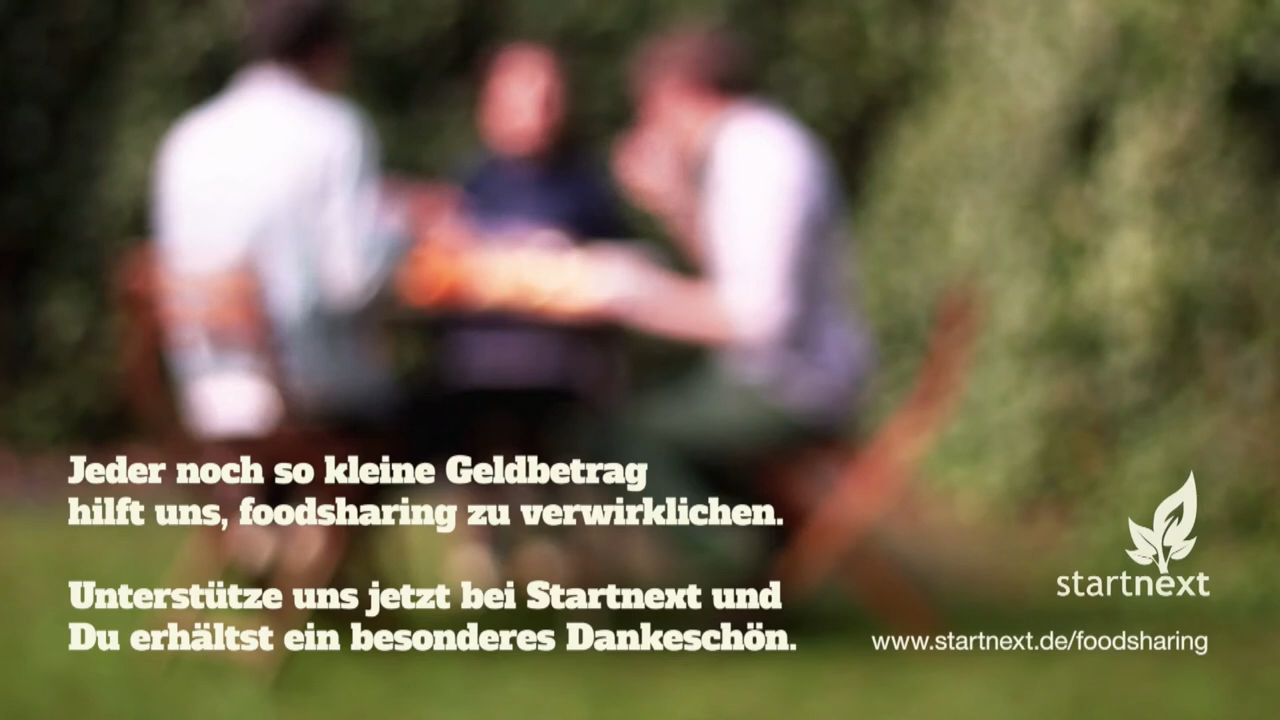 Jeder noch so kleine Geldbetrag
hilft uns, foodsharing zu verwirklichen.
Unterstütze uns jetzt bei Startnext und
Du erhältst ein besonderes Dankeschön.
startnext
www.startnext.de/foodsharing